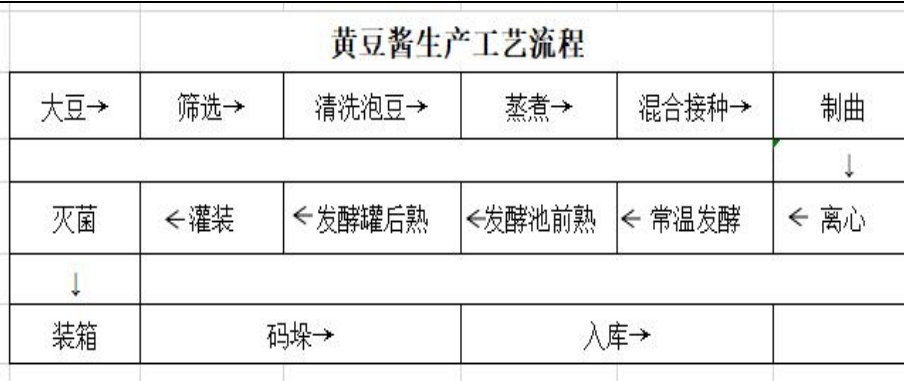 黄豆酱生产工艺流程
大豆→ 筛选→ 清洗泡豆→ 蒸煮→ 混合接种→ 制曲
↓
灭菌 ←灌装 ←发酵罐后熟 ←发酵池前熟 ← 常温发酵 ← 离心
↓
装箱 码垛→ 入库→